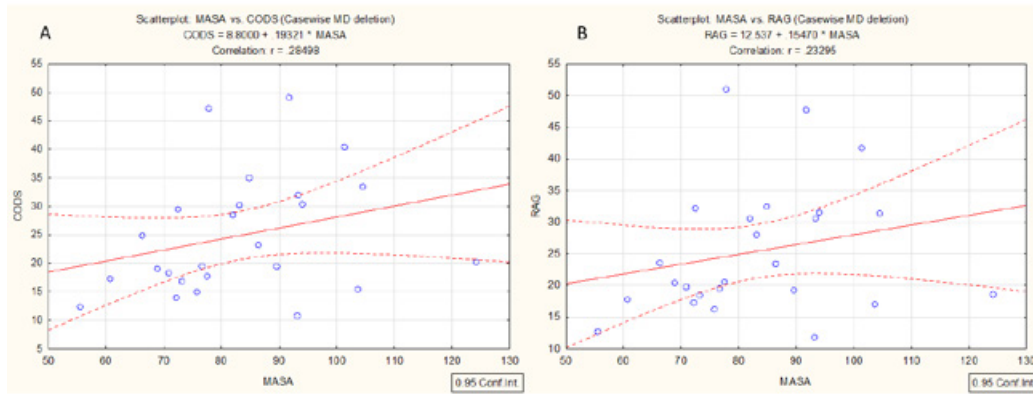 A
Scatterplot: MASA vs. CODS (Casewise MD deletion)
CODS = 8.8000 + .19321 * MASA
Correlation: r = .28498
55
50
45
40
35
30
25
20
15
10
5
CODS
50 60 70 80 90 100 110 120 130
MASA
0.95 Conf.Int.
B
Scatterplot: MASA vs. RAG (Casewise MD deletion)
RAG = 12.537 + .15470 * MASA
Correlation: r = .23295
55
50
45
40
35
30
25
20
15
10
5
RAG
50 60 70 80 90 100 110 120 130
MASA
0.95 Conf.Int.